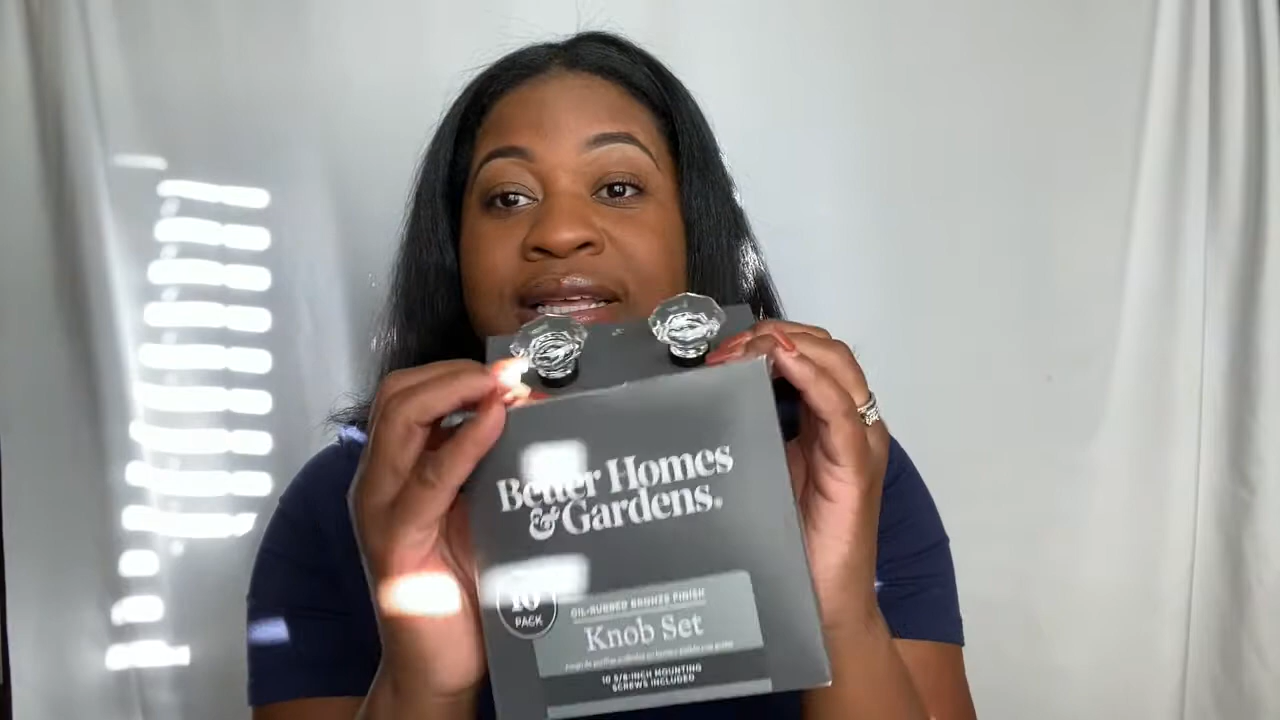 Better Homes
& Gardens.
10
PACK
OIL-RUBBED BRONZE FINISH
Knob Set
10 5/8-INCH MOUNTING
SCREWS INCLUDED